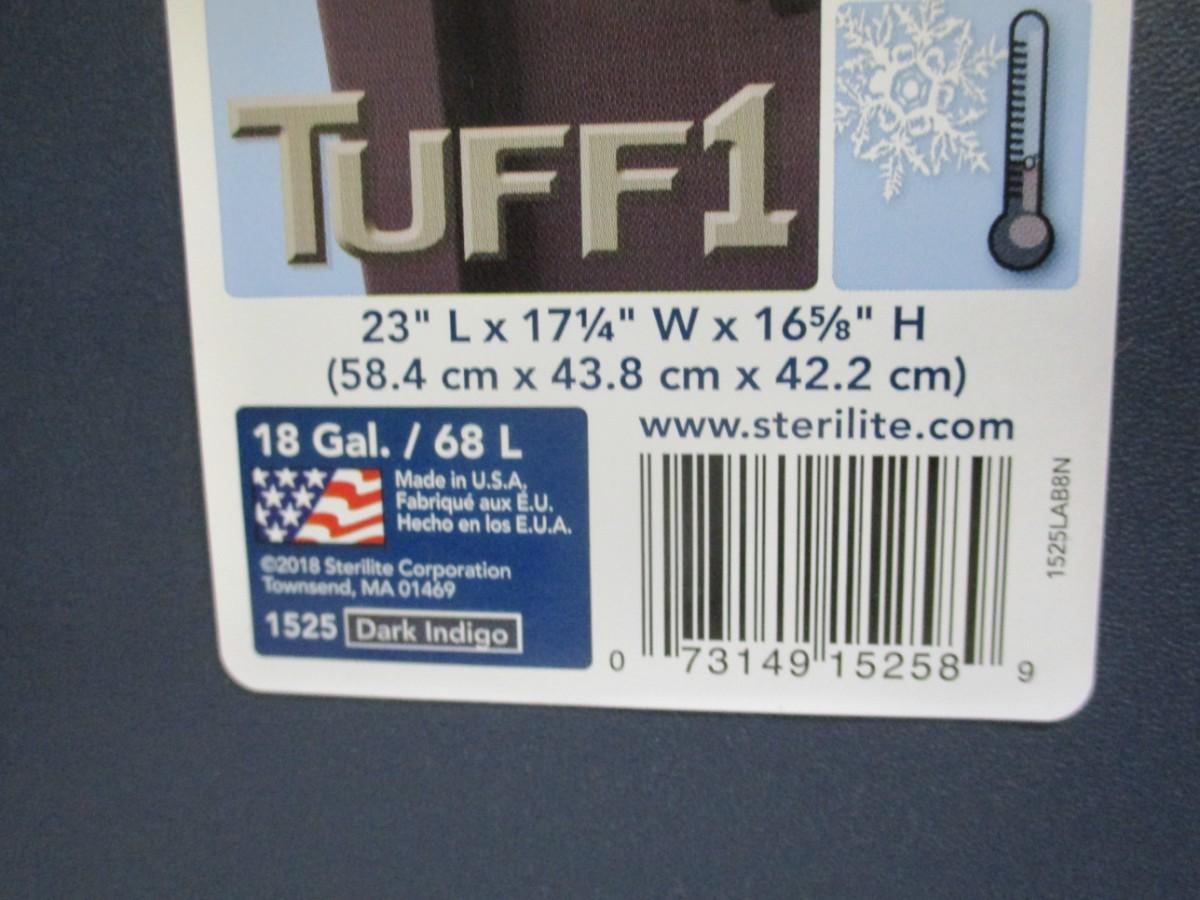 TUFF1
23" L x 17¼" W x 16⅝" H
(58.4 cm x 43.8 cm x 42.2 cm)
18 Gal. / 68 L
Made in U.S.A.
Fabriqué aux É.U.
Hecho en los E.U.A.
©2018 Sterilite Corporation
Townsend, MA 01469
1525 Dark Indigo
www.sterilite.com
0 73149 15258 9
1525LAB8N